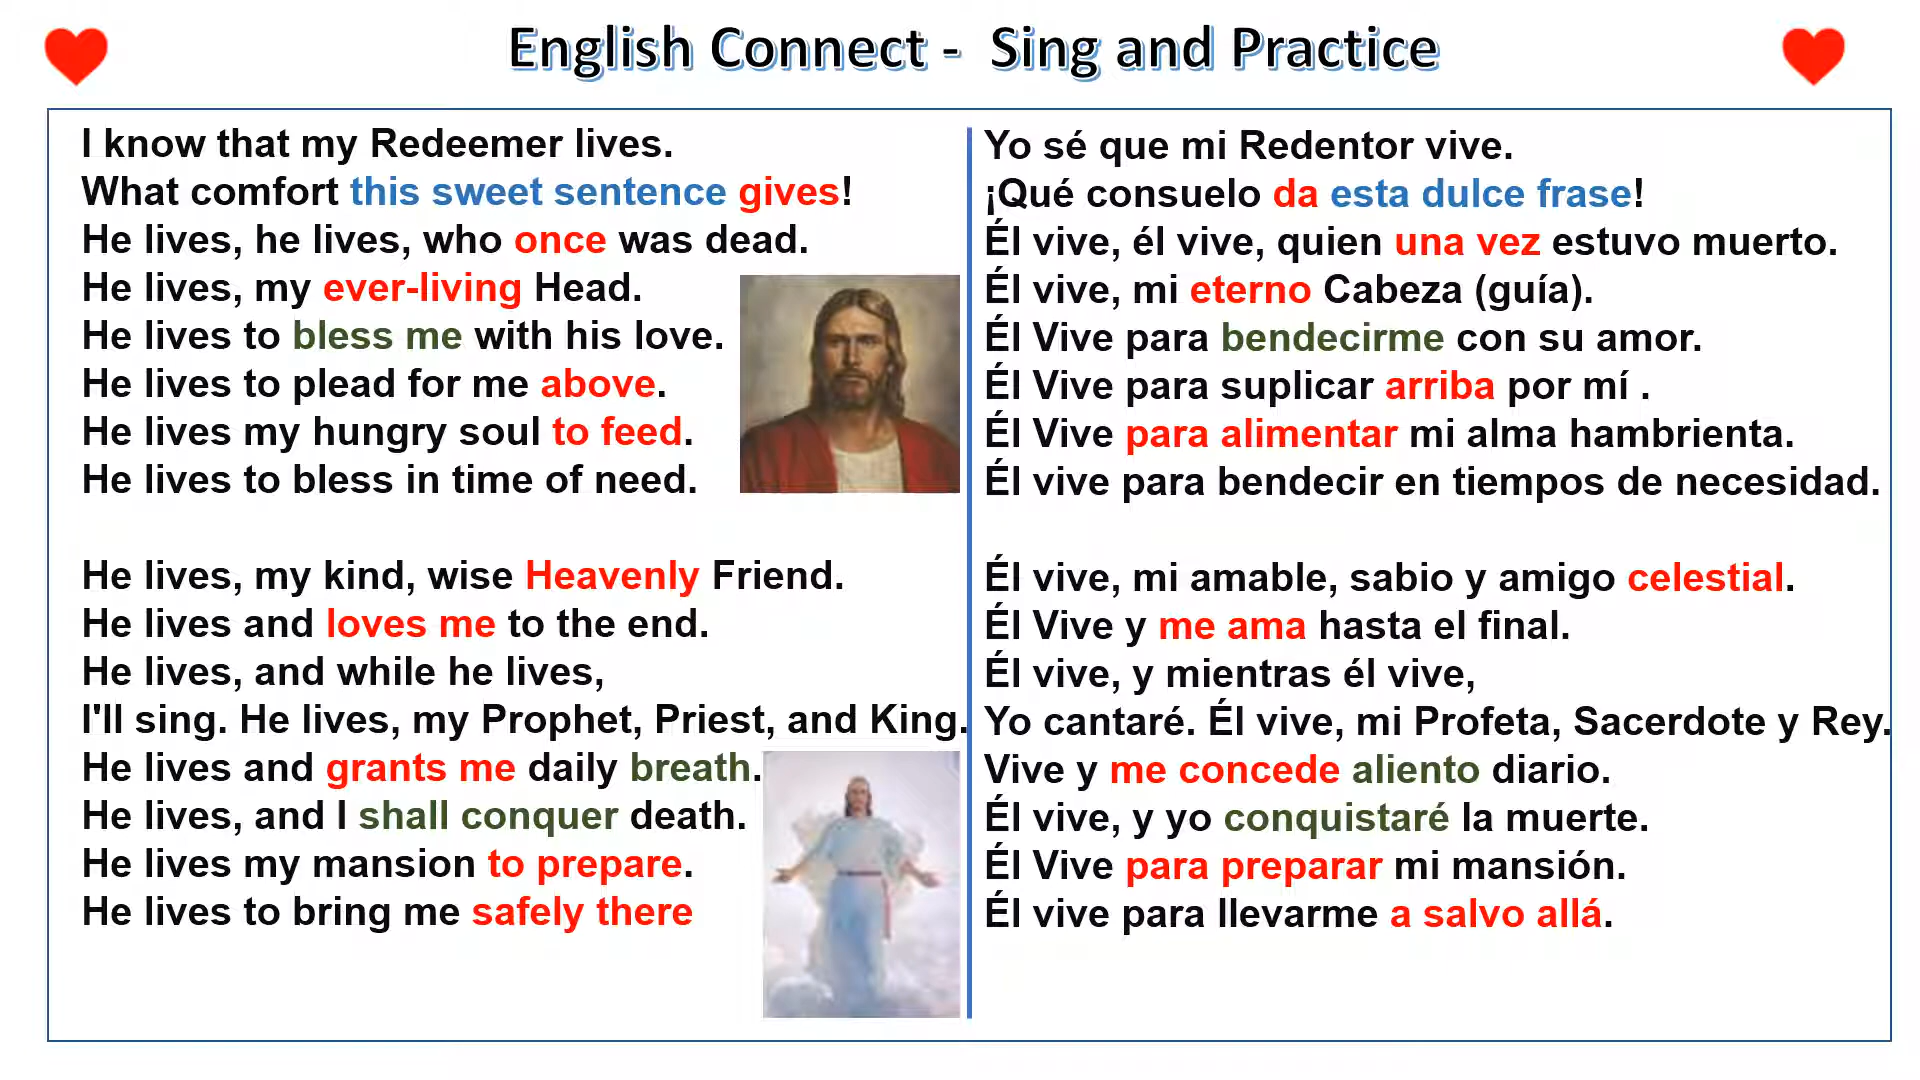 English Connect - Sing and Practice
I know that my Redeemer lives.
What comfort this sweet sentence gives!
He lives, he lives, who once was dead.
He lives, my ever-living Head.
He lives to bless me with his love.
He lives to plead for me above.
He lives my hungry soul to feed.
He lives to bless in time of need.
He lives, my kind, wise Heavenly Friend.
He lives and loves me to the end.
He lives, and while he lives,
I'll sing. He lives, my Prophet, Priest, and King.
He lives and grants me daily breath.
He lives, and I shall conquer death.
He lives my mansion to prepare.
He lives to bring me safely there
Yo sé que mi Redentor vive.
¡Qué consuelo da esta dulce frase!
Él vive, él vive, quien una vez estuvo muerto.
Él vive, mi eterno Cabeza (guía).
Él Vive para bendecirme con su amor.
Él Vive para suplicar arriba por mí .
Él Vive para alimentar mi alma hambrienta.
Él vive para bendecir en tiempos de necesidad.
Él vive, mi amable, sabio y amigo celestial.
Él Vive y me ama hasta el final.
Él vive, y mientras él vive,
Yo cantaré. Él vive, mi Profeta, Sacerdote y Rey.
Vive y me concede aliento diario.
Él vive, y yo conquistaré la muerte.
Él Vive para preparar mi mansión.
Él vive para llevarme a salvo allá.